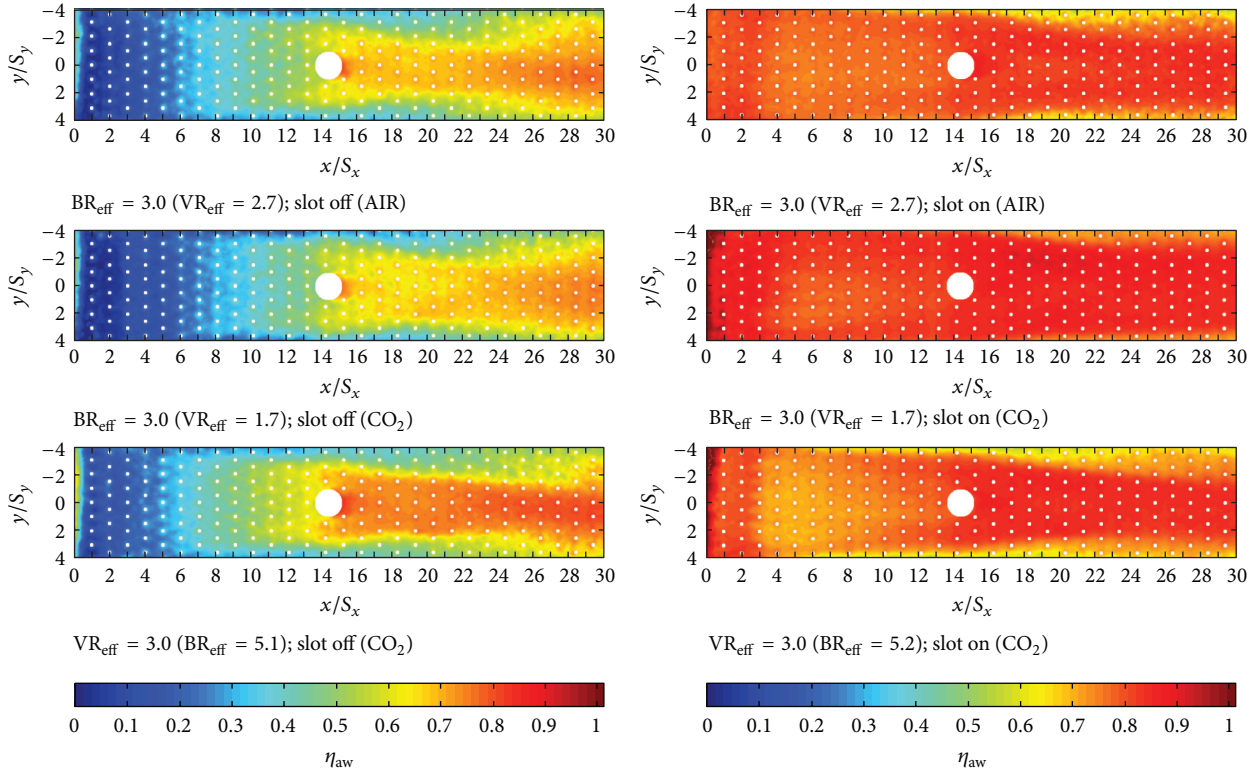 −4
−2
0
2
4
y/S_y
0 2 4 6 8 10 12 14 16 18 20 22 24 26 28 30
x/S_x
BR_eff = 3.0 (VR_eff = 2.7); slot off (AIR)
−4
−2
0
2
4
y/S_y
0 2 4 6 8 10 12 14 16 18 20 22 24 26 28 30
x/S_x
BR_eff = 3.0 (VR_eff = 2.7); slot on (AIR)
−4
−2
0
2
4
y/S_y
0 2 4 6 8 10 12 14 16 18 20 22 24 26 28 30
x/S_x
BR_eff = 3.0 (VR_eff = 1.7); slot off (CO₂)
−4
−2
0
2
4
y/S_y
0 2 4 6 8 10 12 14 16 18 20 22 24 26 28 30
x/S_x
BR_eff = 3.0 (VR_eff = 1.7); slot on (CO₂)
−4
−2
0
2
4
y/S_y
0 2 4 6 8 10 12 14 16 18 20 22 24 26 28 30
x/S_x
VR_eff = 3.0 (BR_eff = 5.1); slot off (CO₂)
−4
−2
0
2
4
y/S_y
0 2 4 6 8 10 12 14 16 18 20 22 24 26 28 30
x/S_x
VR_eff = 3.0 (BR_eff = 5.2); slot on (CO₂)
0 0.1 0.2 0.3 0.4 0.5 0.6 0.7 0.8 0.9 1
η_aw
0 0.1 0.2 0.3 0.4 0.5 0.6 0.7 0.8 0.9 1
η_aw